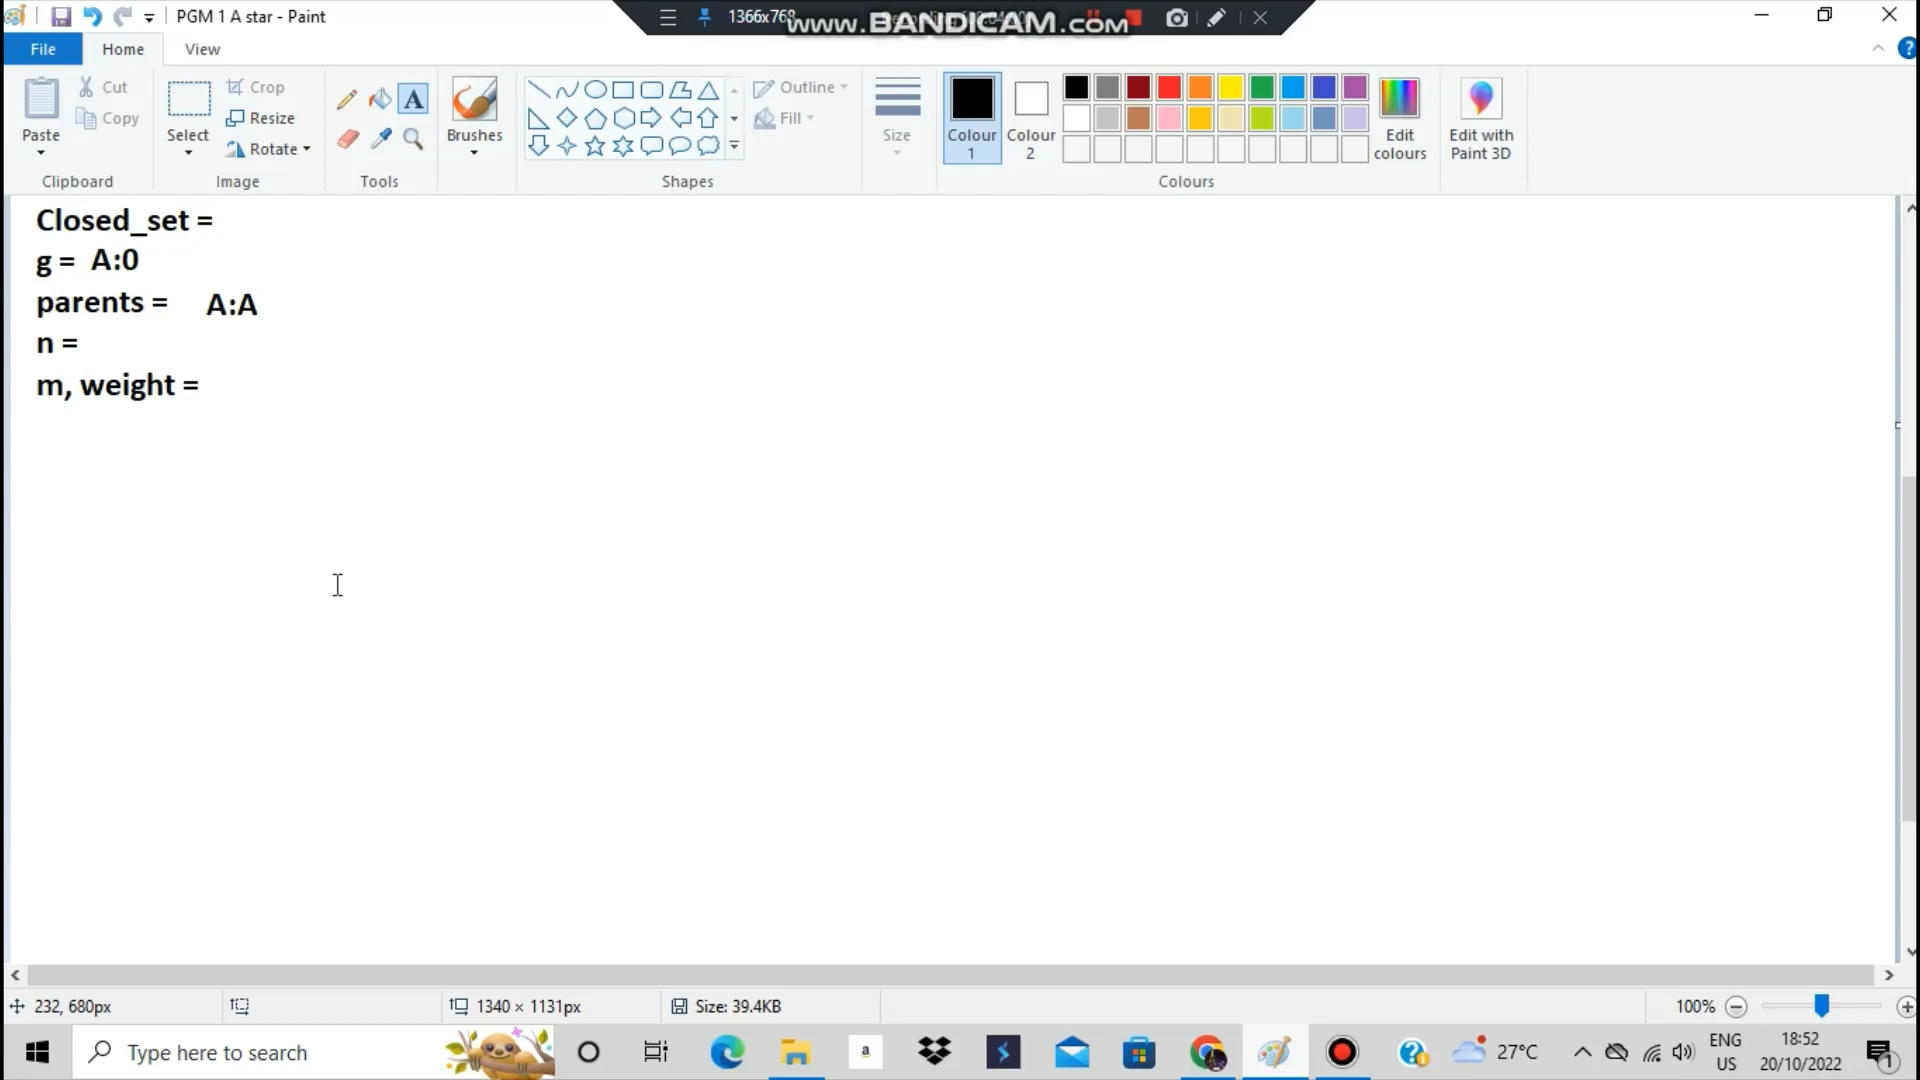 PGM 1 A star - Paint
1366x768
www.BANDICAM.com
File Home View
Paste
Cut
Copy
Clipboard
Select
Crop
Resize
Rotate
Image
A
Tools
Brushes
Outline
Fill
Shapes
Size
Colour 1
Colour 2
Edit colours
Colours
Edit with Paint 3D
Closed_set =
g = A:0
parents = A:A
n =
m, weight =
232, 680px
1340 × 1131px
Size: 39.4KB
100%
Type here to search
a
27°C
ENG
US
18:52
20/10/2022
1